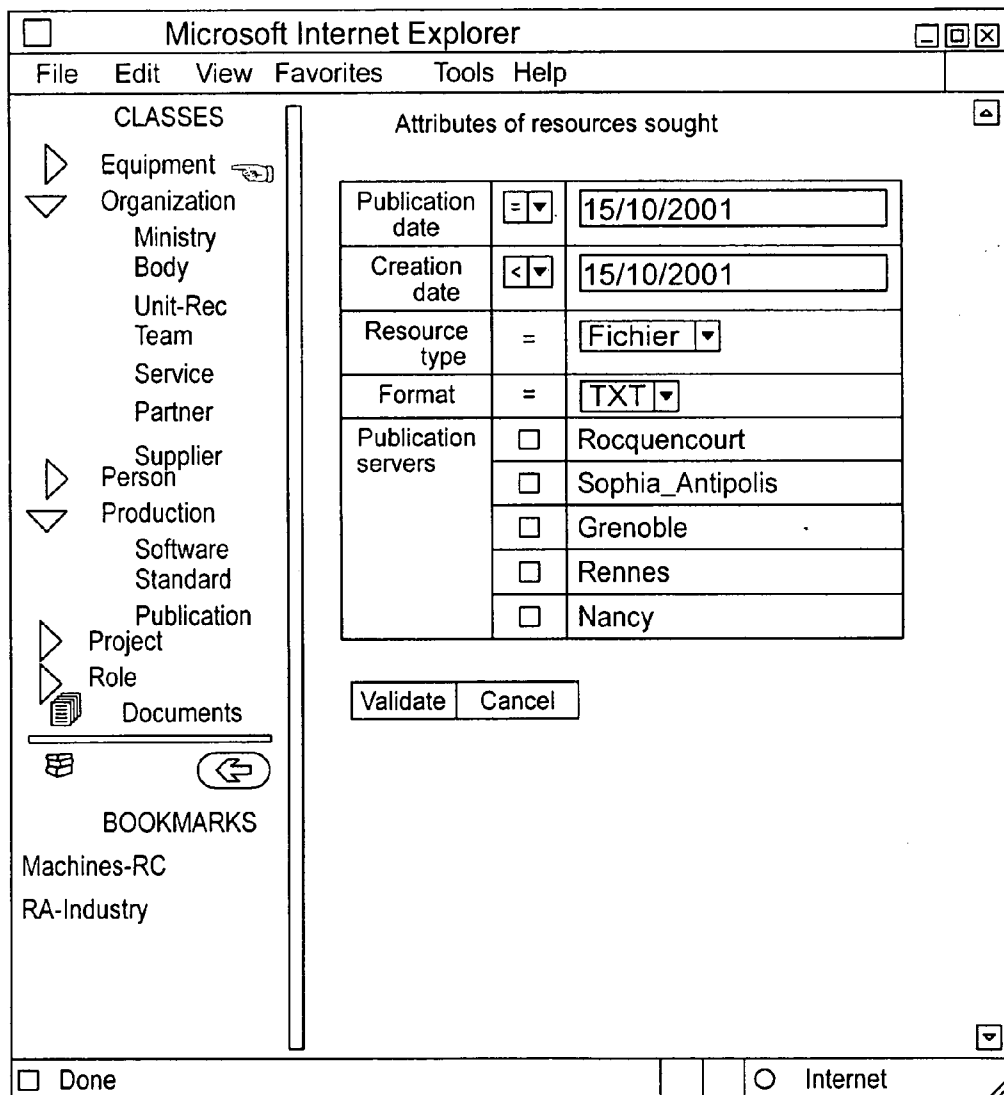 Microsoft Internet Explorer
File Edit View Favorites Tools Help
CLASSES
Equipment
Organization
Ministry
Body
Unit-Rec
Team
Service
Partner
Supplier
Person
Production
Software
Standard
Publication
Project
Role
Documents
BOOKMARKS
Machines-RC
RA-Industry
Attributes of resources sought
Publication date = 15/10/2001
Creation date < 15/10/2001
Resource type = Fichier
Format = TXT
Publication servers
Rocquencourt
Sophia_Antipolis
Grenoble
Rennes
Nancy
Validate Cancel
Done Internet